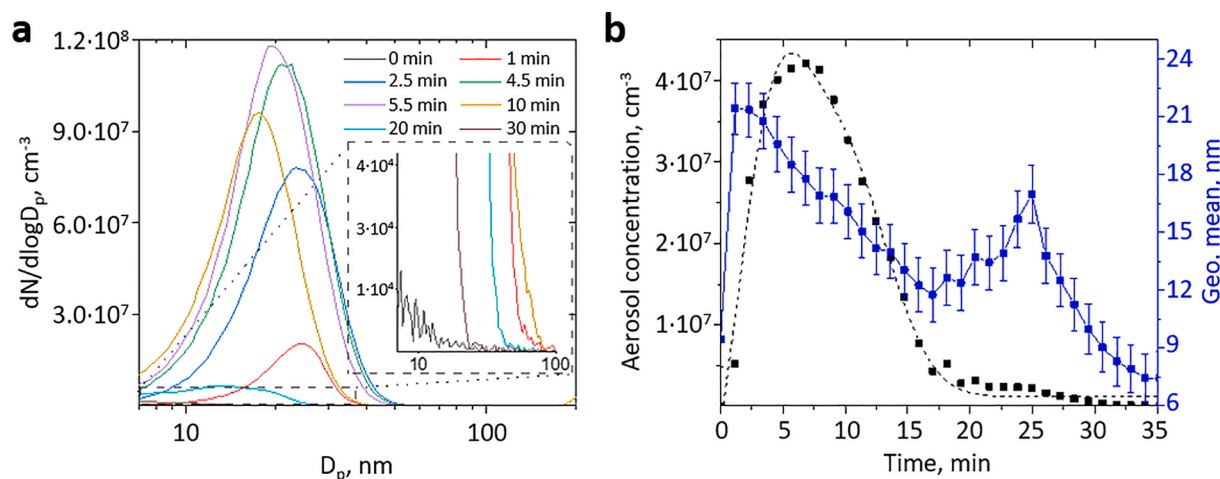 a
b
1.2·10⁸
9.0·10⁷
6.0·10⁷
3.0·10⁷
dN/dlogDₚ, cm⁻³
0 min
1 min
2.5 min
4.5 min
5.5 min
10 min
20 min
30 min
4·10⁴
3·10⁴
1·10⁴
10
100
10
100
Dₚ, nm
4·10⁷
3·10⁷
2·10⁷
1·10⁷
Aerosol concentration, cm⁻³
24
21
18
15
12
9
6
Geo. mean. nm
0
5
10
15
20
25
30
35
Time, min